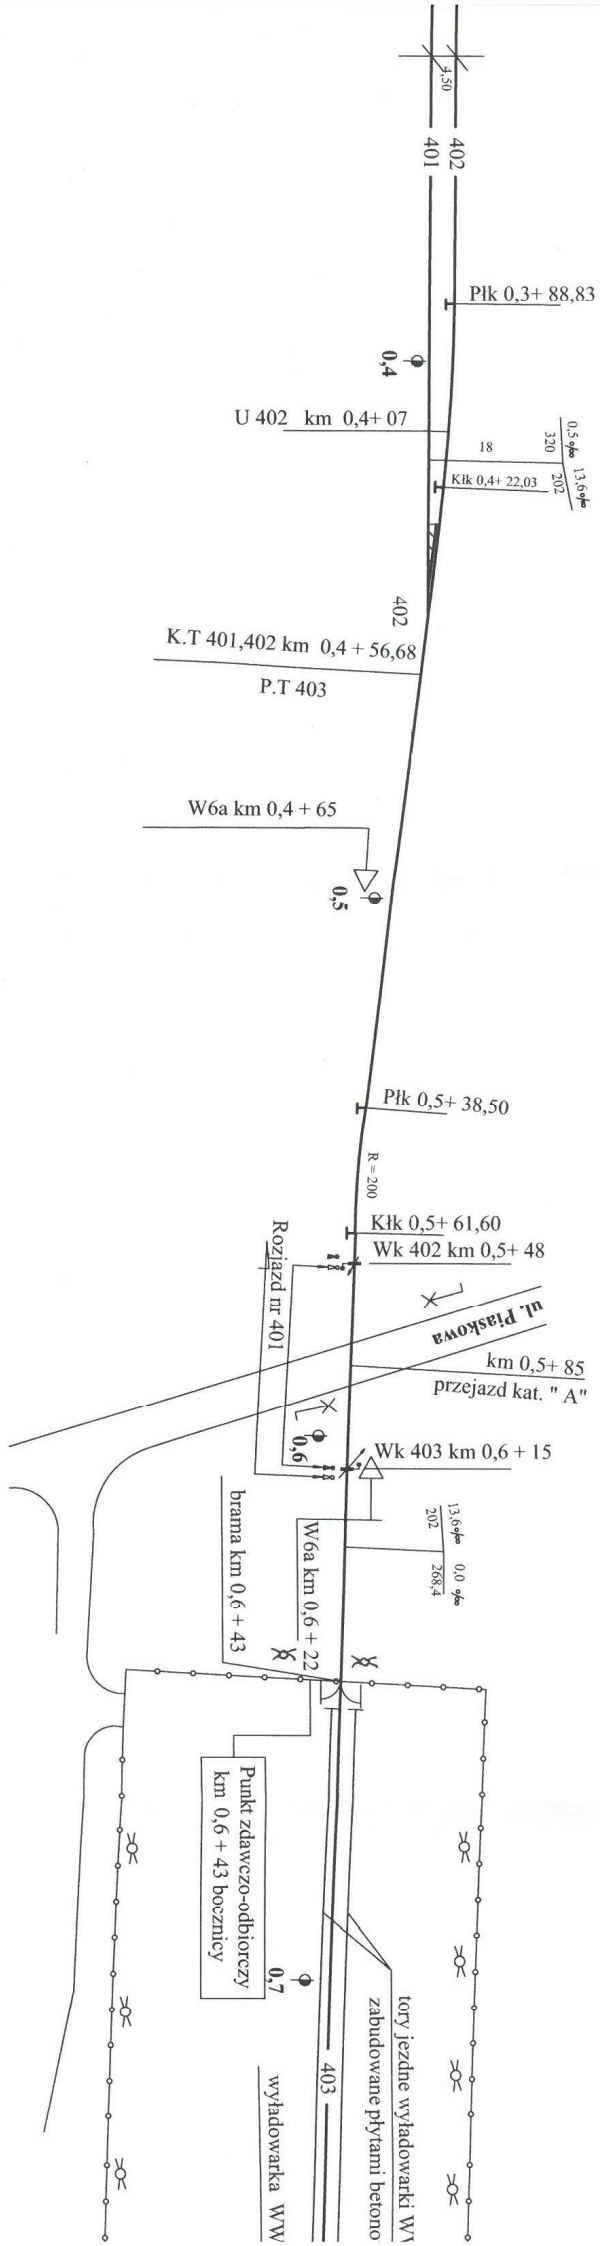 4,50
402
401
Płk 0,3+ 88,83
0,4
U 402 km 0,4+ 07
18
0,5 ‰ 13,6 ‰
320 202
Kłk 0,4+ 22,03
402
K.T 401,402 km 0,4 + 56,68
P.T 403
W6a km 0,4 + 65
0,5
Płk 0,5+ 38,50
R = 200
Kłk 0,5+ 61,60
Wk 402 km 0,5+ 48
Rozjazd nr 401
ul. Piaskowa
km 0,5+ 85
przejazd kat. " A"
0,6
Wk 403 km 0,6 + 15
13,6 ‰ 0,0 ‰
202 268,4
W6a km 0,6 + 22
brama km 0,6 + 43
Punkt zdawczo-odbiorczy
km 0,6 + 43 bocznicy
0,7
tory jezdne wyładowarki
zabudowane płytami betono
403
wyładowarka WW